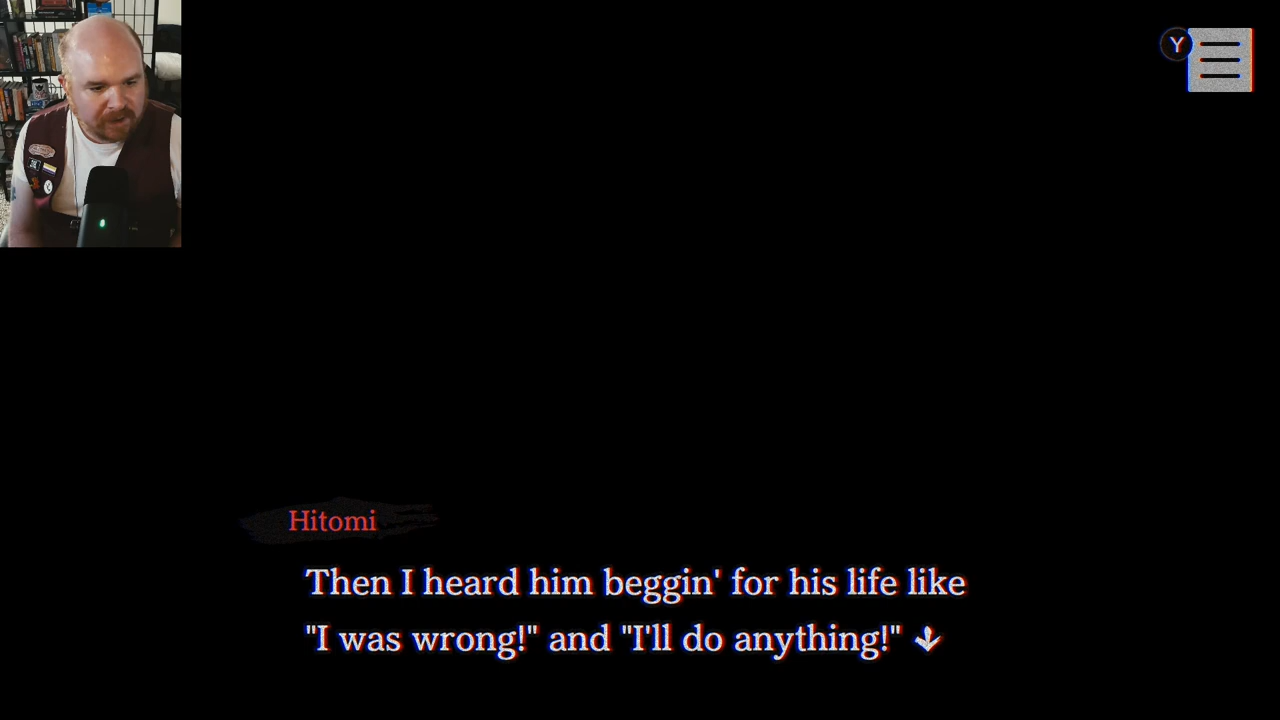 Y
Hitomi
Then I heard him beggin' for his life like
"I was wrong!" and "I'll do anything!"